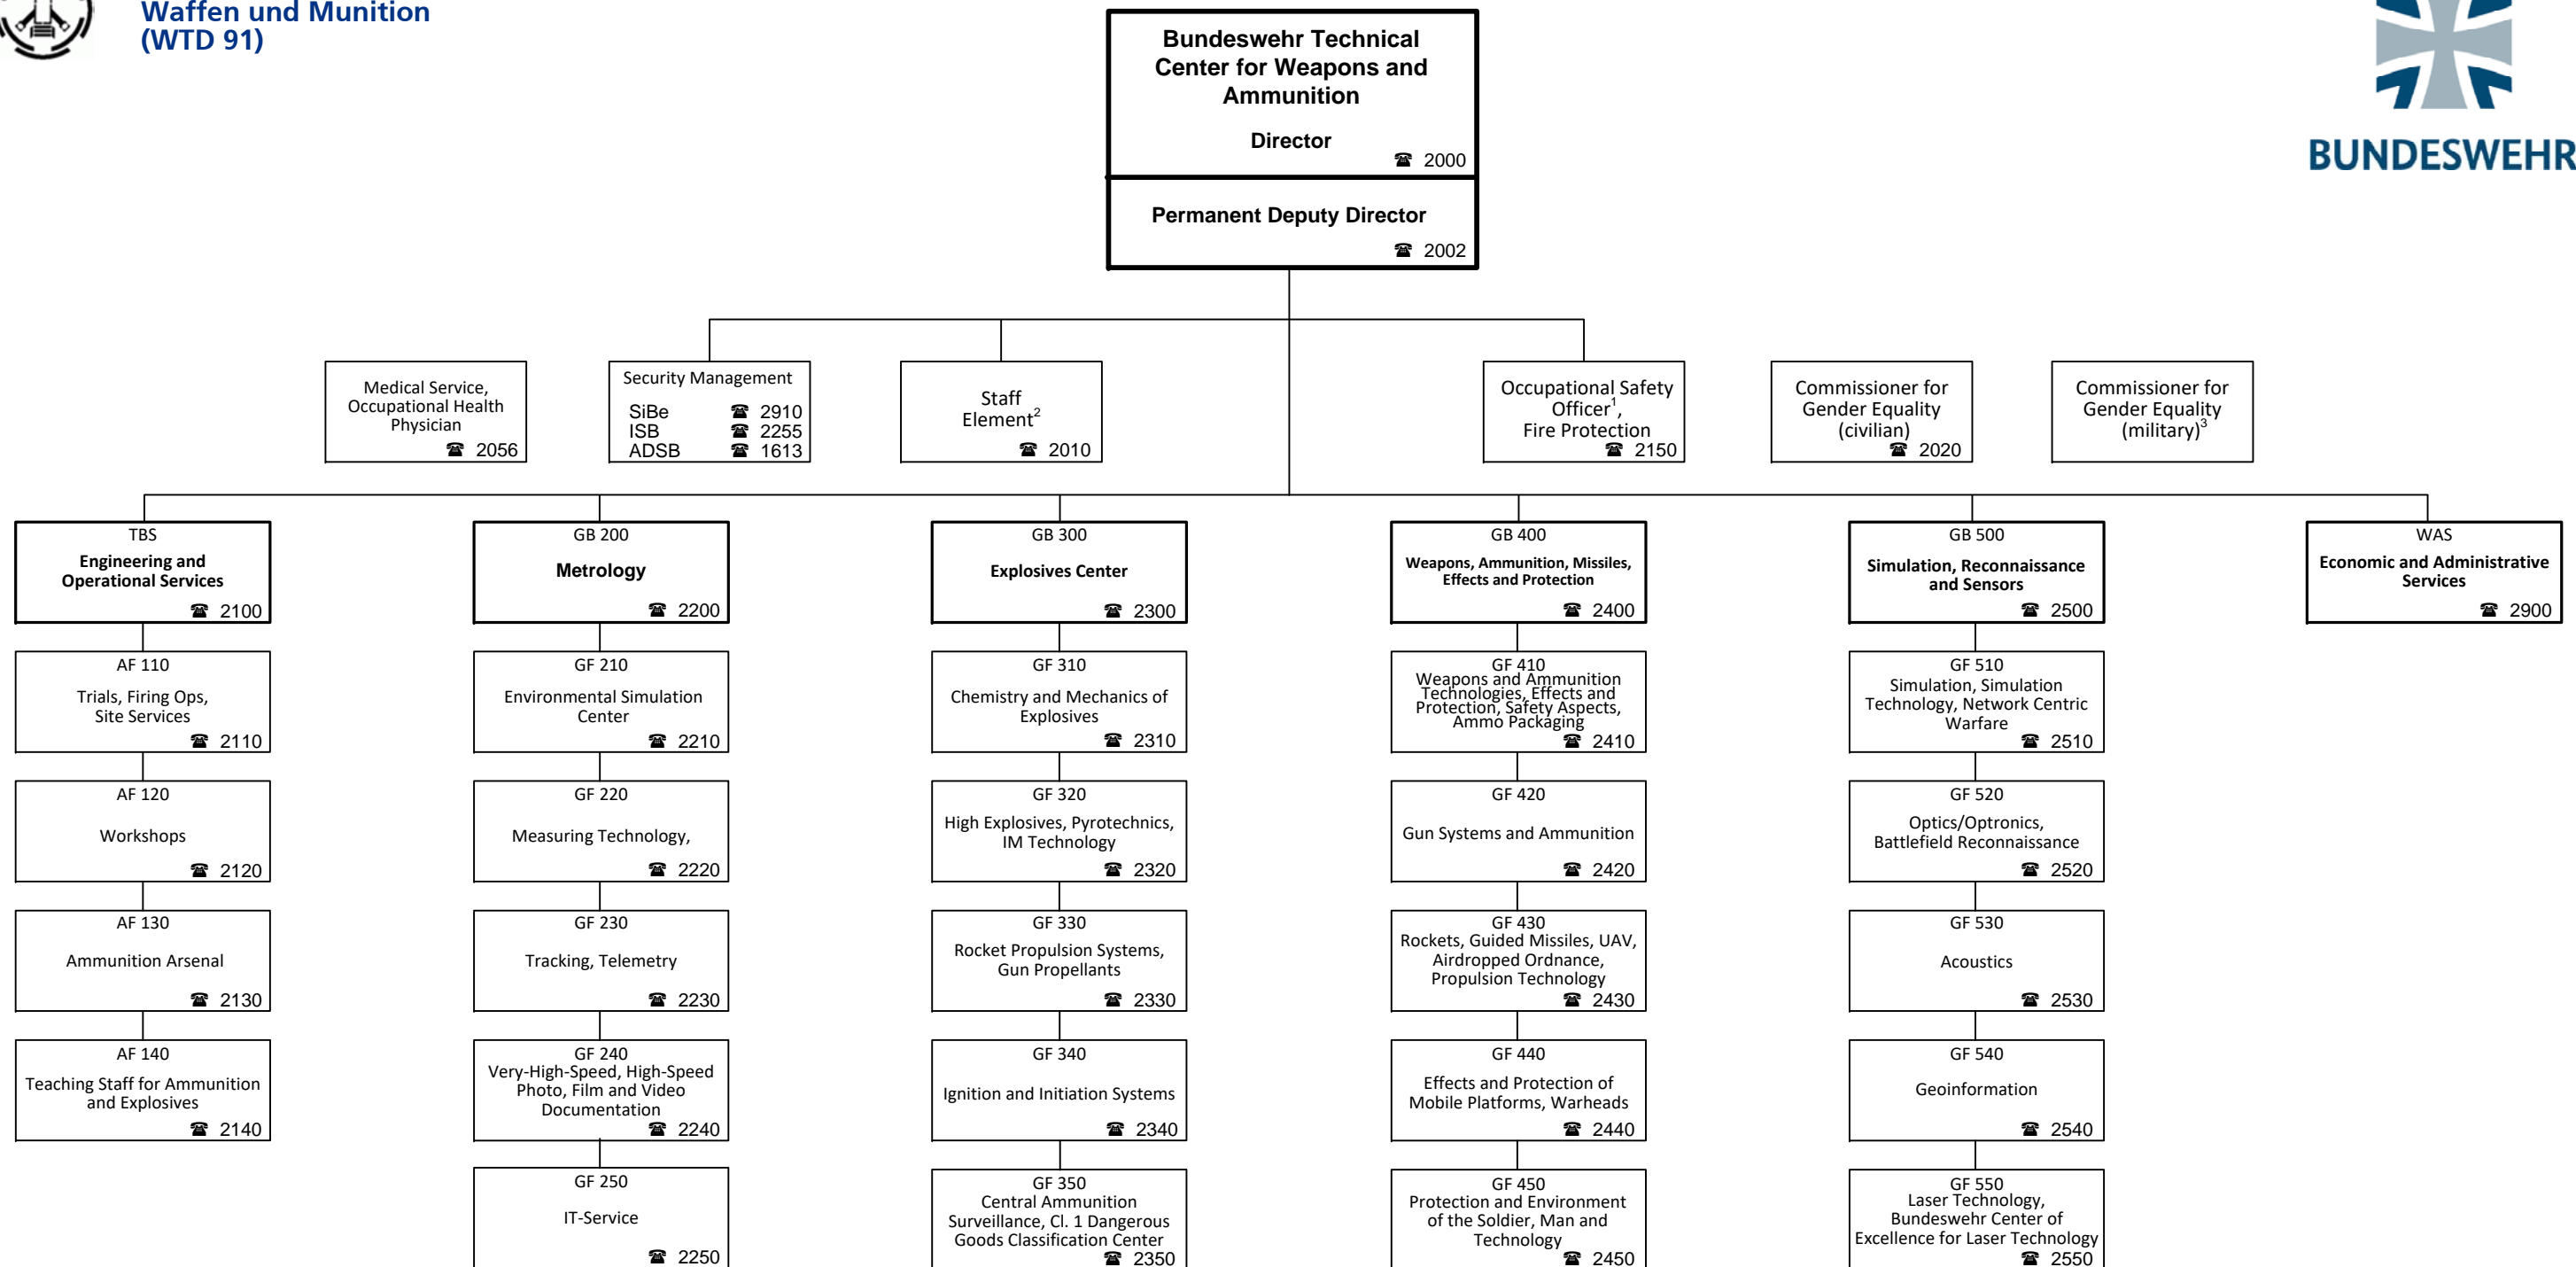 Waffen und Munition
(WTD 91)
BUNDESWEHR
Bundeswehr Technical
Center for Weapons and
Ammunition
Director
☎ 2000
Permanent Deputy Director
☎ 2002
Medical Service,
Occupational Health
Physician
☎ 2056
Security Management
SiBe ☎ 2910
ISB ☎ 2255
ADSB ☎ 1613
Staff
Element²
☎ 2010
Occupational Safety
Officer¹,
Fire Protection
☎ 2150
Commissioner for
Gender Equality
(civilian)
☎ 2020
Commissioner for
Gender Equality
(military)³
TBS
Engineering and
Operational Services
☎ 2100
AF 110
Trials, Firing Ops,
Site Services
☎ 2110
AF 120
Workshops
☎ 2120
AF 130
Ammunition Arsenal
☎ 2130
AF 140
Teaching Staff for Ammunition
and Explosives
☎ 2140
GB 200
Metrology
☎ 2200
GF 210
Environmental Simulation
Center
☎ 2210
GF 220
Measuring Technology,
☎ 2220
GF 230
Tracking, Telemetry
☎ 2230
GF 240
Very-High-Speed, High-Speed
Photo, Film and Video
Documentation
☎ 2240
GF 250
IT-Service
☎ 2250
GB 300
Explosives Center
☎ 2300
GF 310
Chemistry and Mechanics of
Explosives
☎ 2310
GF 320
High Explosives, Pyrotechnics,
IM Technology
☎ 2320
GF 330
Rocket Propulsion Systems,
Gun Propellants
☎ 2330
GF 340
Ignition and Initiation Systems
☎ 2340
GF 350
Central Ammunition
Surveillance, Cl. 1 Dangerous
Goods Classification Center
☎ 2350
GB 400
Weapons, Ammunition, Missiles,
Effects and Protection
☎ 2400
GF 410
Weapons and Ammunition
Technologies, Effects and
Protection, Safety Aspects,
Ammo Packaging
☎ 2410
GF 420
Gun Systems and Ammunition
☎ 2420
GF 430
Rockets, Guided Missiles, UAV,
Airdropped Ordnance,
Propulsion Technology
☎ 2430
GF 440
Effects and Protection of
Mobile Platforms, Warheads
☎ 2440
GF 450
Protection and Environment
of the Soldier, Man and
Technology
☎ 2450
GB 500
Simulation, Reconnaissance
and Sensors
☎ 2500
GF 510
Simulation, Simulation
Technology, Network Centric
Warfare
☎ 2510
GF 520
Optics/Optronics,
Battlefield Reconnaissance
☎ 2520
GF 530
Acoustics
☎ 2530
GF 540
Geoinformation
☎ 2540
GF 550
Laser Technology,
Bundeswehr Center of
Excellence for Laser Technology
☎ 2550
WAS
Economic and Administrative
Services
☎ 2900